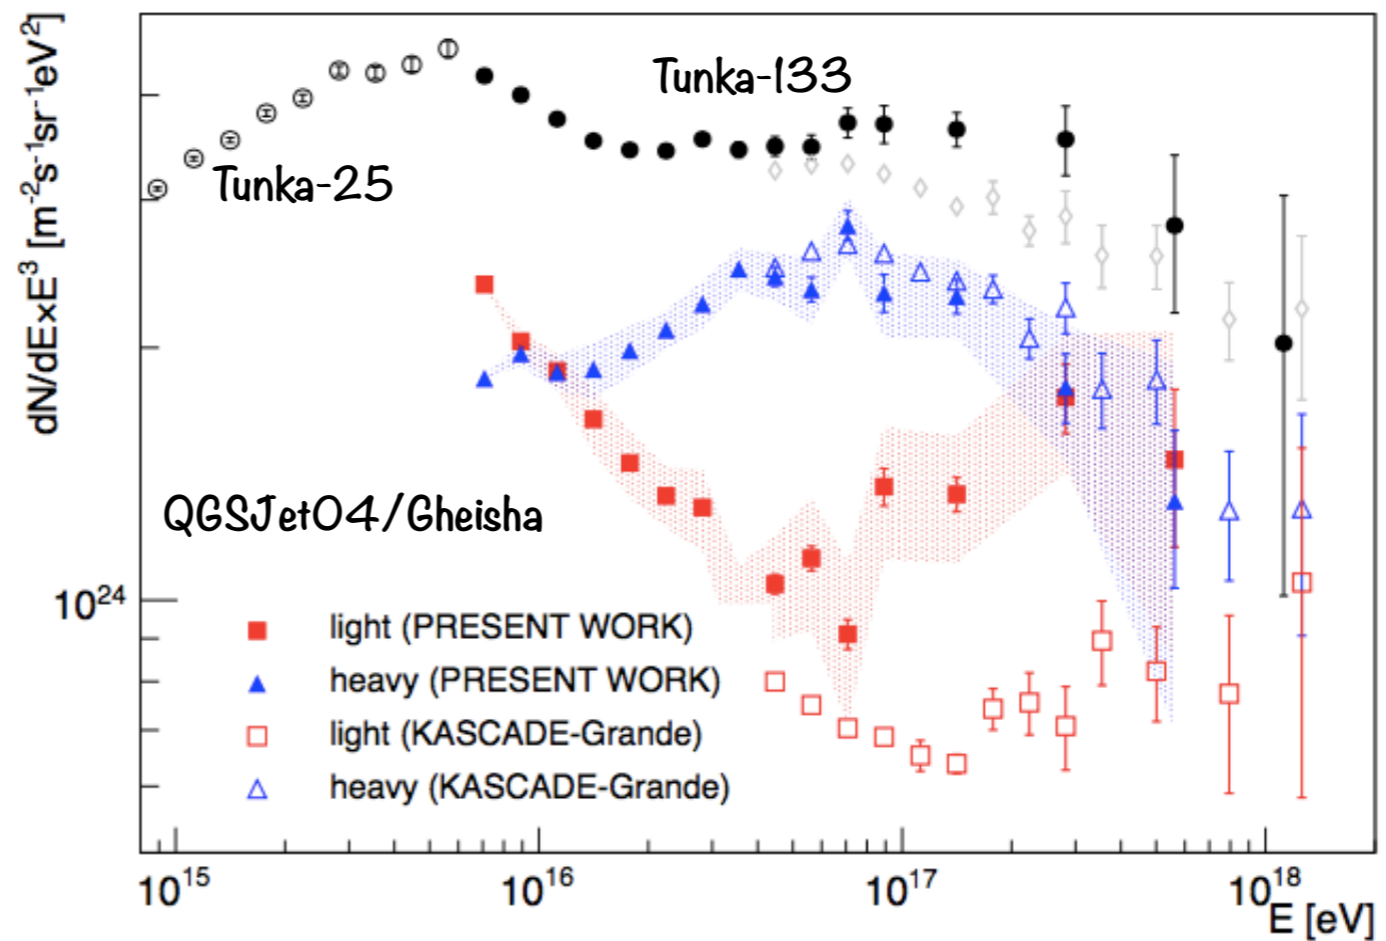 dN/dE×E³ [m⁻²s⁻¹sr⁻¹eV²]
Tunka-133
Tunka-25
QGSJet04/Gheisha
10²⁴
light (PRESENT WORK)
heavy (PRESENT WORK)
light (KASCADE-Grande)
heavy (KASCADE-Grande)
10¹⁵ 10¹⁶ 10¹⁷ 10¹⁸
E [eV]